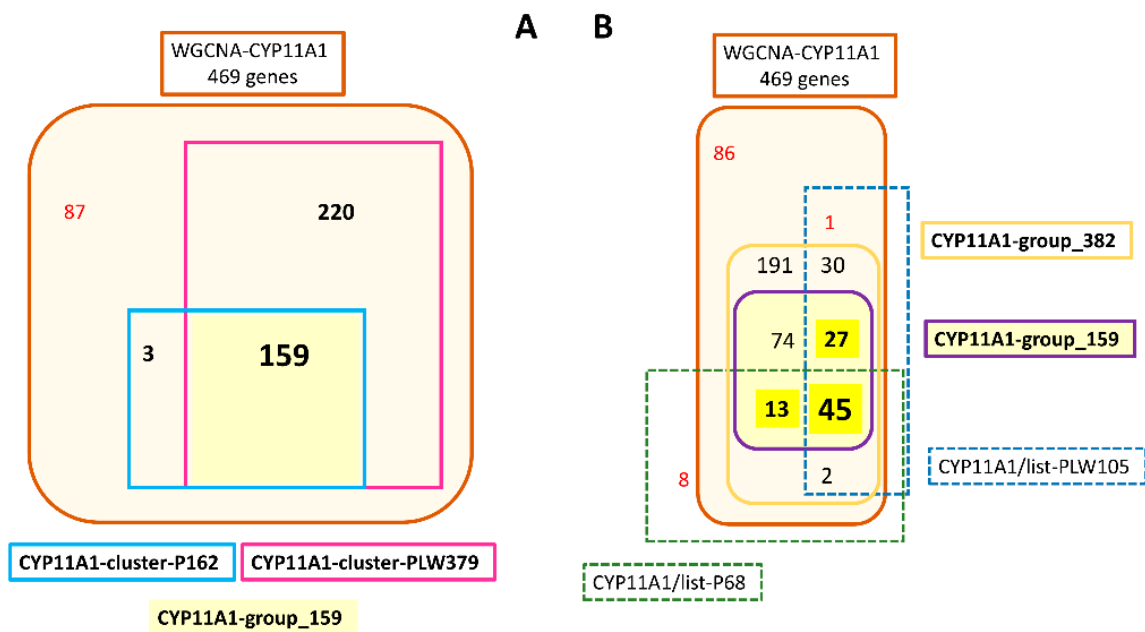 A
B
WGCNA-CYP11A1
469 genes
87
220
3
159
CYP11A1-cluster-P162
CYP11A1-cluster-PLW379
CYP11A1-group_159
WGCNA-CYP11A1
469 genes
86
1
191
30
74
27
13
45
8
2
CYP11A1-group_382
CYP11A1-group_159
CYP11A1/list-PLW105
CYP11A1/list-P68